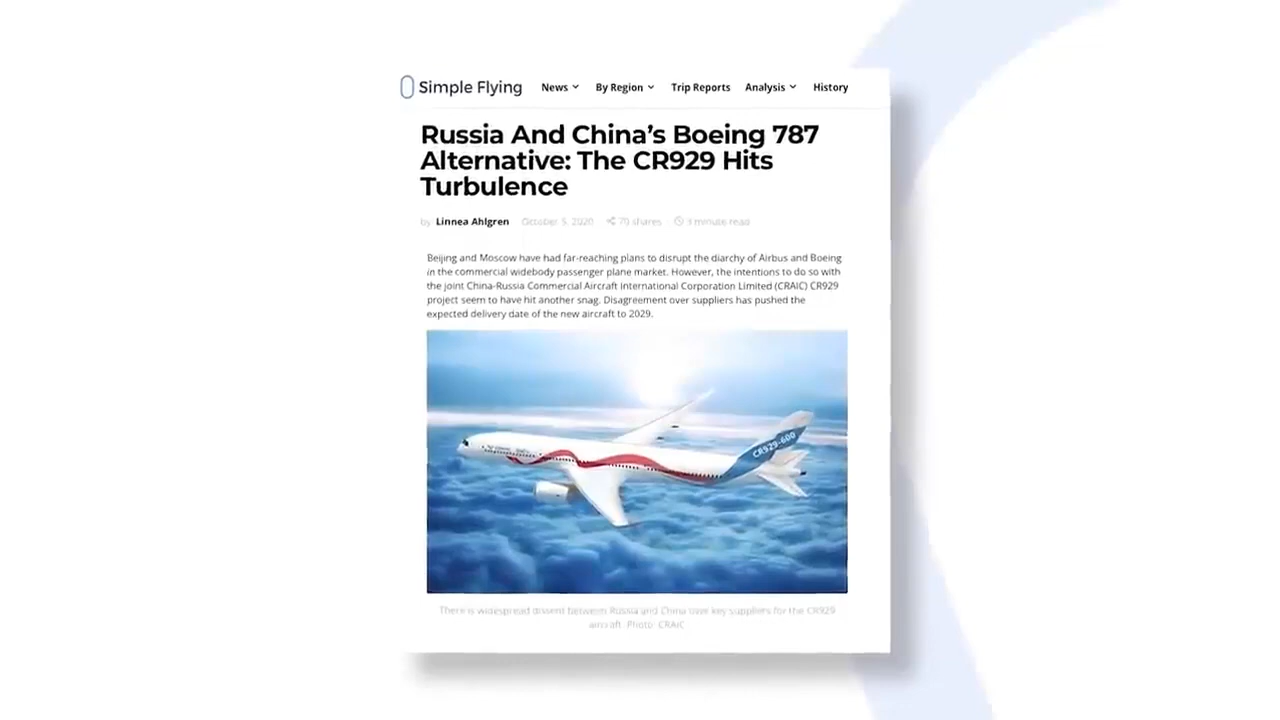 Simple Flying News By Region Trip Reports Analysis History
Russia And China's Boeing 787
Alternative: The CR929 Hits
Turbulence
by Linnea Ahlgren October 5, 2020 70 shares 3 minute read
Beijing and Moscow have had far-reaching plans to disrupt the diarchy of Airbus and Boeing
in the commercial widebody passenger plane market. However, the intentions to do so with
the joint China-Russia Commercial Aircraft International Corporation Limited (CRAIC) CR929
project seem to have hit another snag. Disagreement over suppliers has pushed the
expected delivery date of the new aircraft to 2029.
CR929-600
There is widespread dissent between Russia and China over key suppliers for the CR929
aircraft. Photo: CRAIC